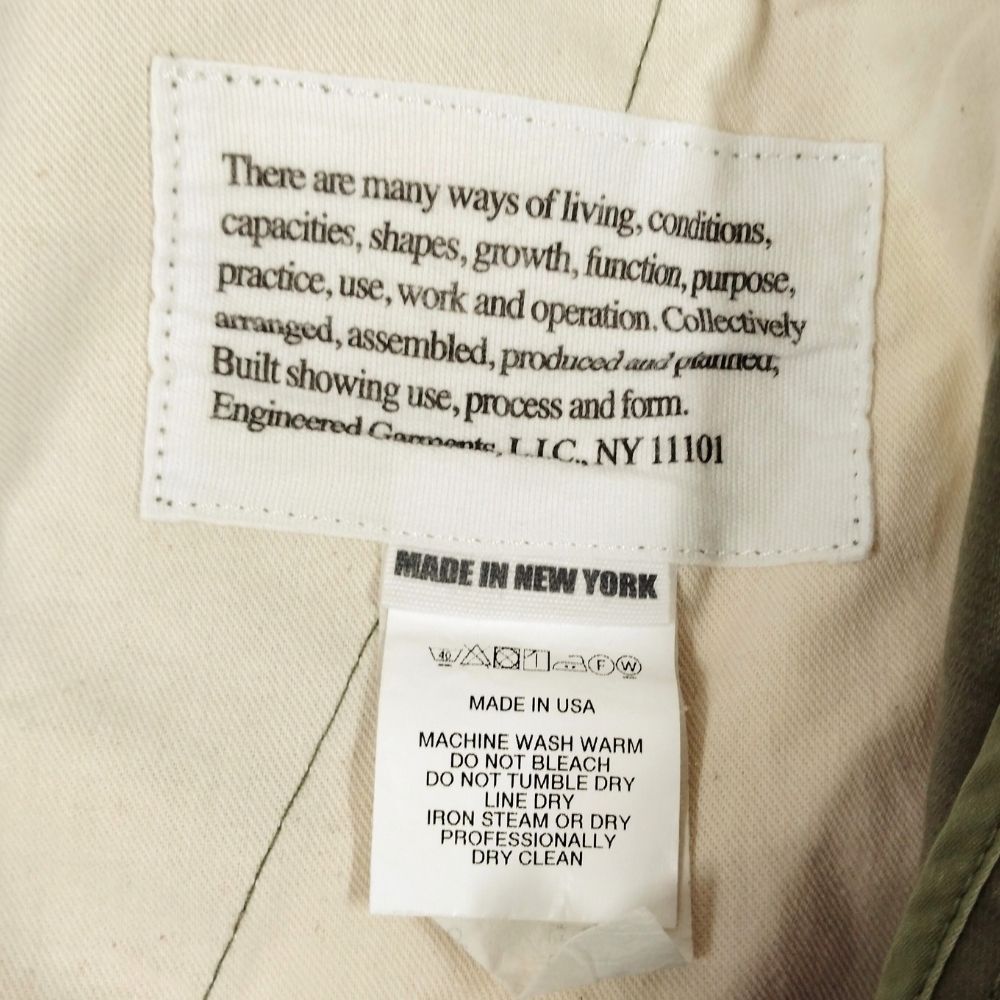 There are many ways of living, conditions,
capacities, shapes, growth, function, purpose,
practice, use, work and operation. Collectively
arranged, assembled, produced and planned,
Built showing use, process and form.
Engineered Garments, L.I.C., NY 11101
MADE IN NEW YORK
40 F W
MADE IN USA
MACHINE WASH WARM
DO NOT BLEACH
DO NOT TUMBLE DRY
LINE DRY
IRON STEAM OR DRY
PROFESSIONALLY
DRY CLEAN